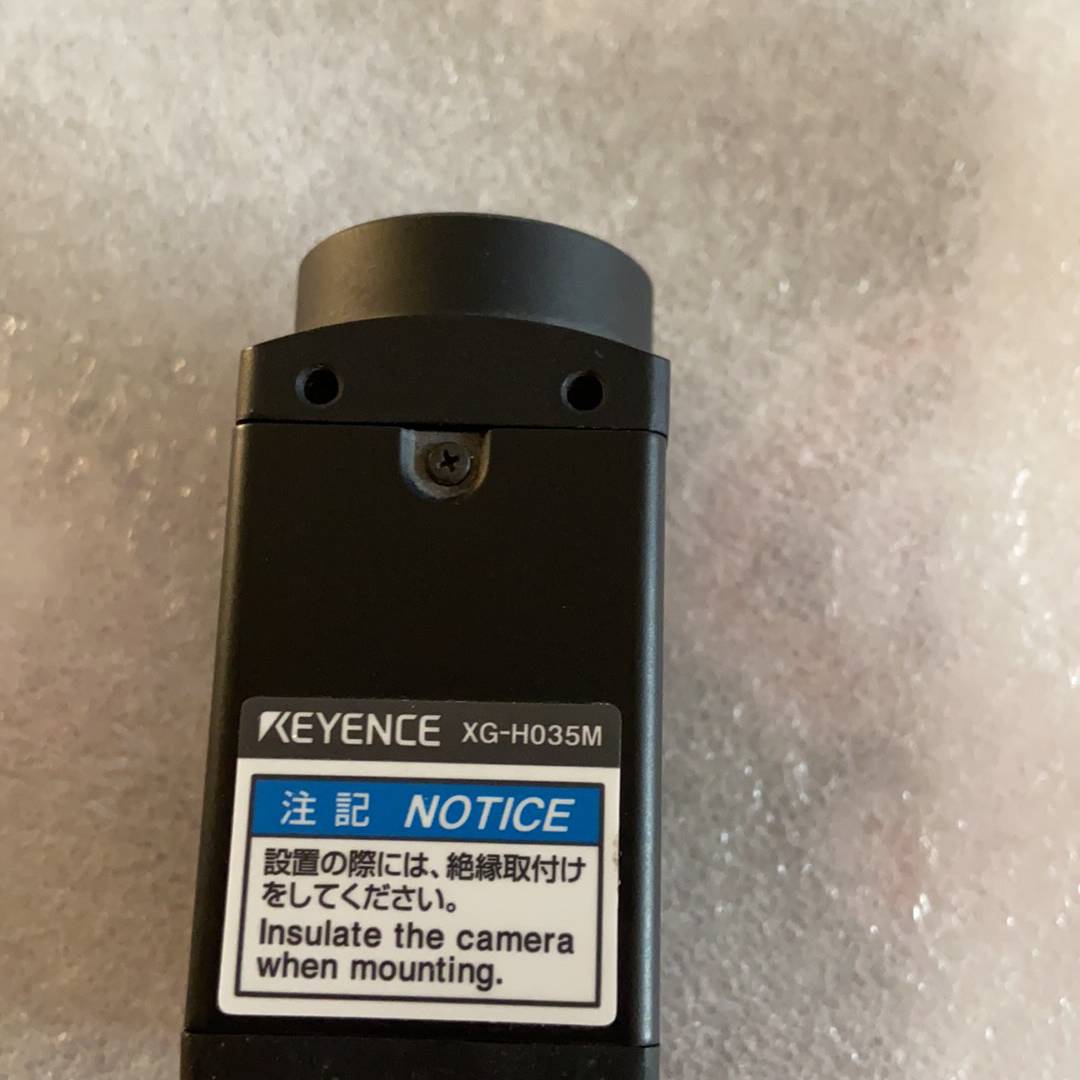 KEYENCE XG-H035M
注記 NOTICE
設置の際には、絶縁取付け
をしてください。
Insulate the camera
when mounting.